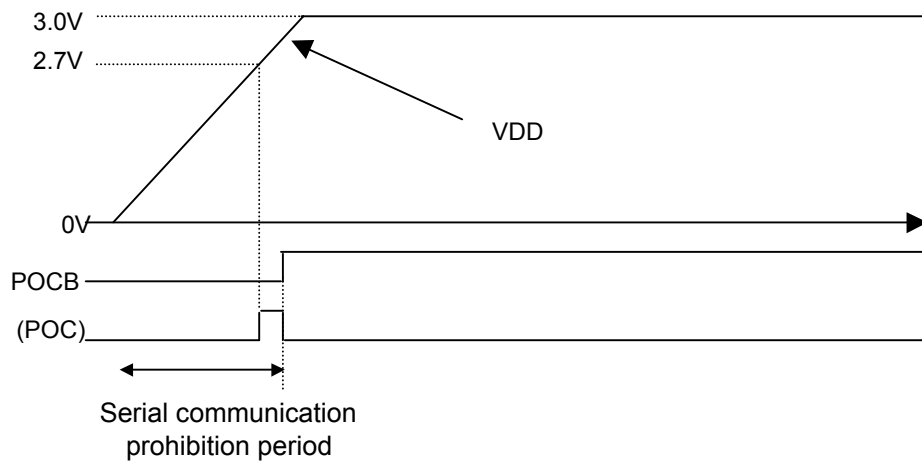 3.0V
2.7V
VDD
0V
POCB
(POC)
Serial communication
prohibition period